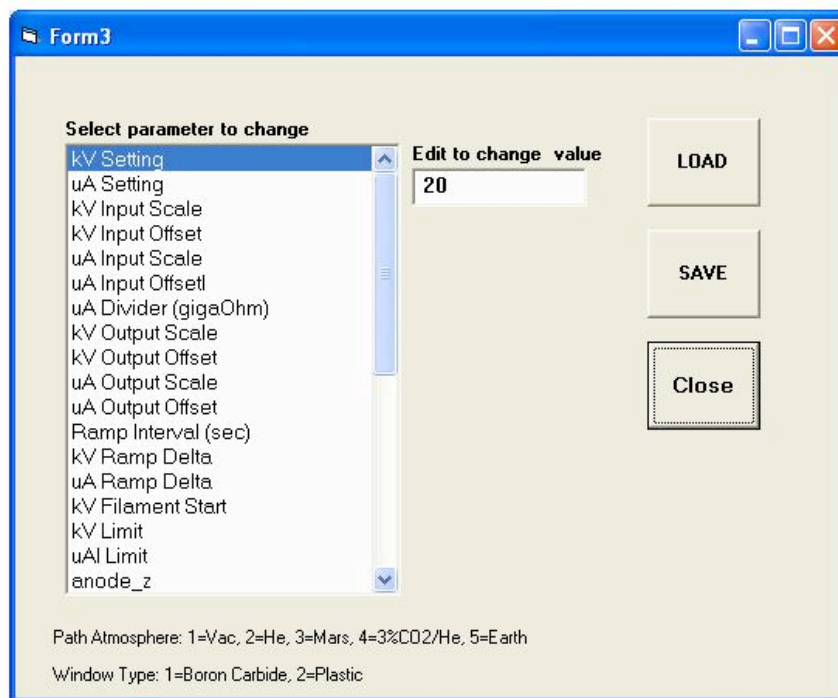 Form3
Select parameter to change
kV Setting
uA Setting
kV Input Scale
kV Input Offset
uA Input Scale
uA Input Offsetl
uA Divider (gigaOhm)
kV Output Scale
kV Output Offset
uA Output Scale
uA Output Offset
Ramp Interval (sec)
kV Ramp Delta
uA Ramp Delta
kV Filament Start
kV Limit
uAl Limit
anode_z
Edit to change value
20
LOAD
SAVE
Close
Path Atmosphere: 1=Vac, 2=He, 3=Mars, 4=3%CO2/He, 5=Earth
Window Type: 1=Boron Carbide, 2=Plastic